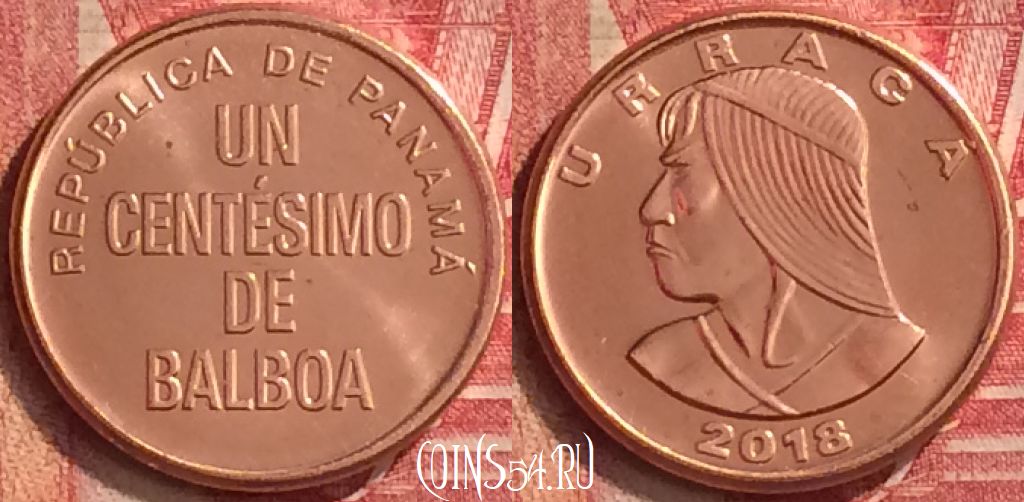 REPÚBLICA DE PANAMÁ
UN
CENTÉSIMO
DE
BALBOA
URRACÁ
2018
COINS54.RU